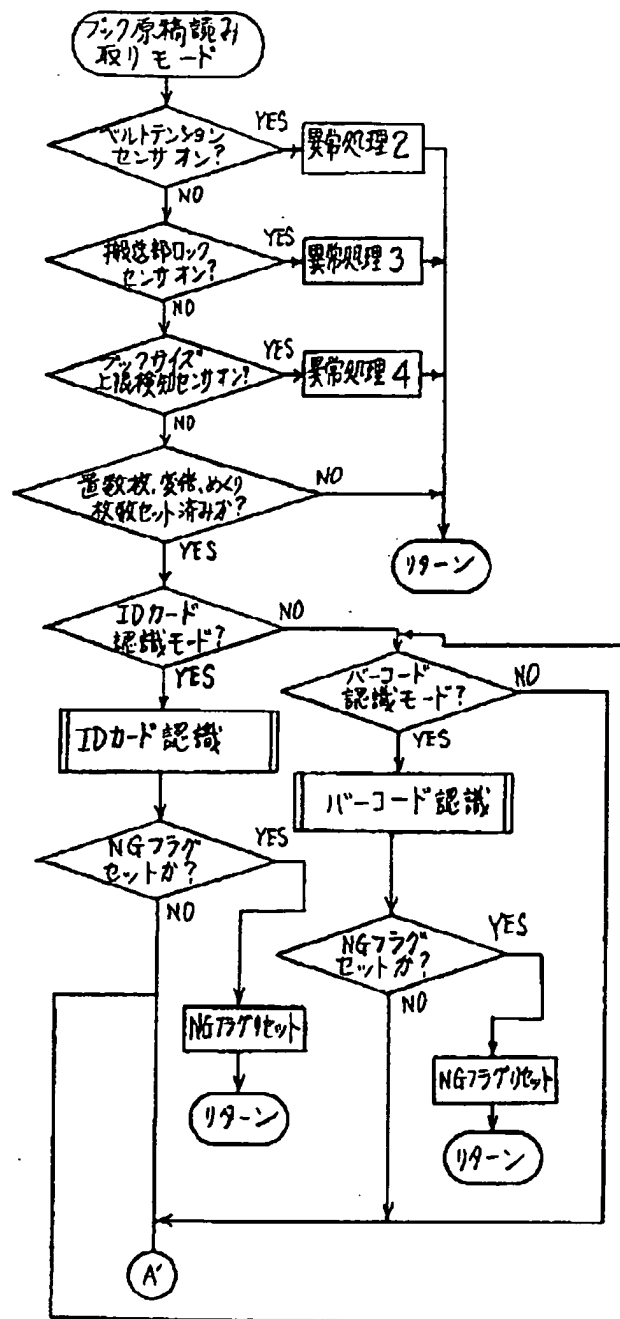 ブック原稿読み
取りモード
ベルトテンション
センサオン?
YES
異常処理2
NO
搬送部ロック
センサオン?
YES
異常処理3
NO
ブックサイズ
上限検知センサオン?
YES
異常処理4
NO
置数枚,変倍,めくり
枚数セット済みか?
NO
YES
リターン
IDカード
認識モード?
NO
YES
バーコード
認識モード?
NO
YES
IDカード認識
バーコード認識
NGフラグ
セットか?
YES
NO
NGフラグ
セットか?
YES
NO
NGフラグリセット
NGフラグリセット
リターン
リターン
A'